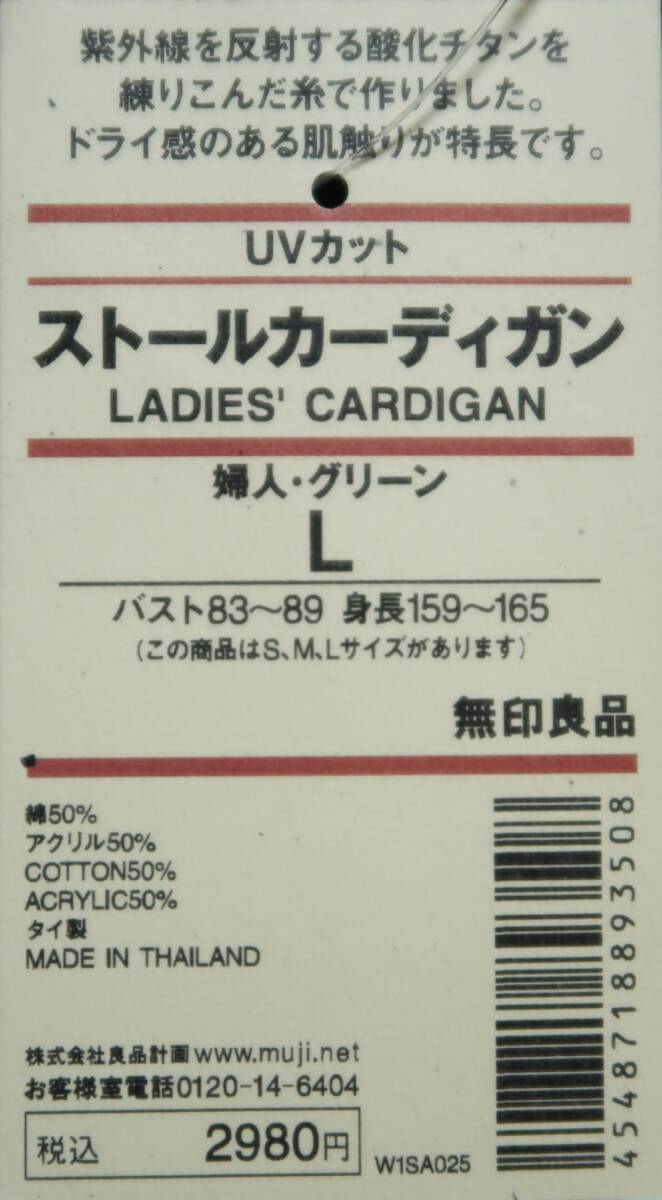 紫外線を反射する酸化チタンを
練りこんだ糸で作りました。
ドライ感のある肌触りが特長です。
UVカット
ストールカーディガン
LADIES' CARDIGAN
婦人・グリーン
L
バスト83〜89 身長159〜165
(この商品はS、M、Lサイズがあります)
無印良品
綿50%
アクリル50%
COTTON50%
ACRYLIC50%
タイ製
MADE IN THAILAND
4548718893508
株式会社良品計画 www.muji.net
お客様室電話0120-14-6404
税込 2980円
W1SA025